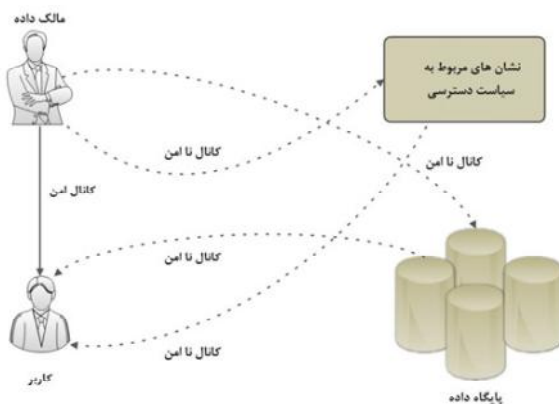 مالک داده
نشان های مربوط به
سیاست دسترسی
کانال نا امن
کانال نا امن
کانال امن
کانال نا امن
کانال نا امن
کاربر
پایگاه داده